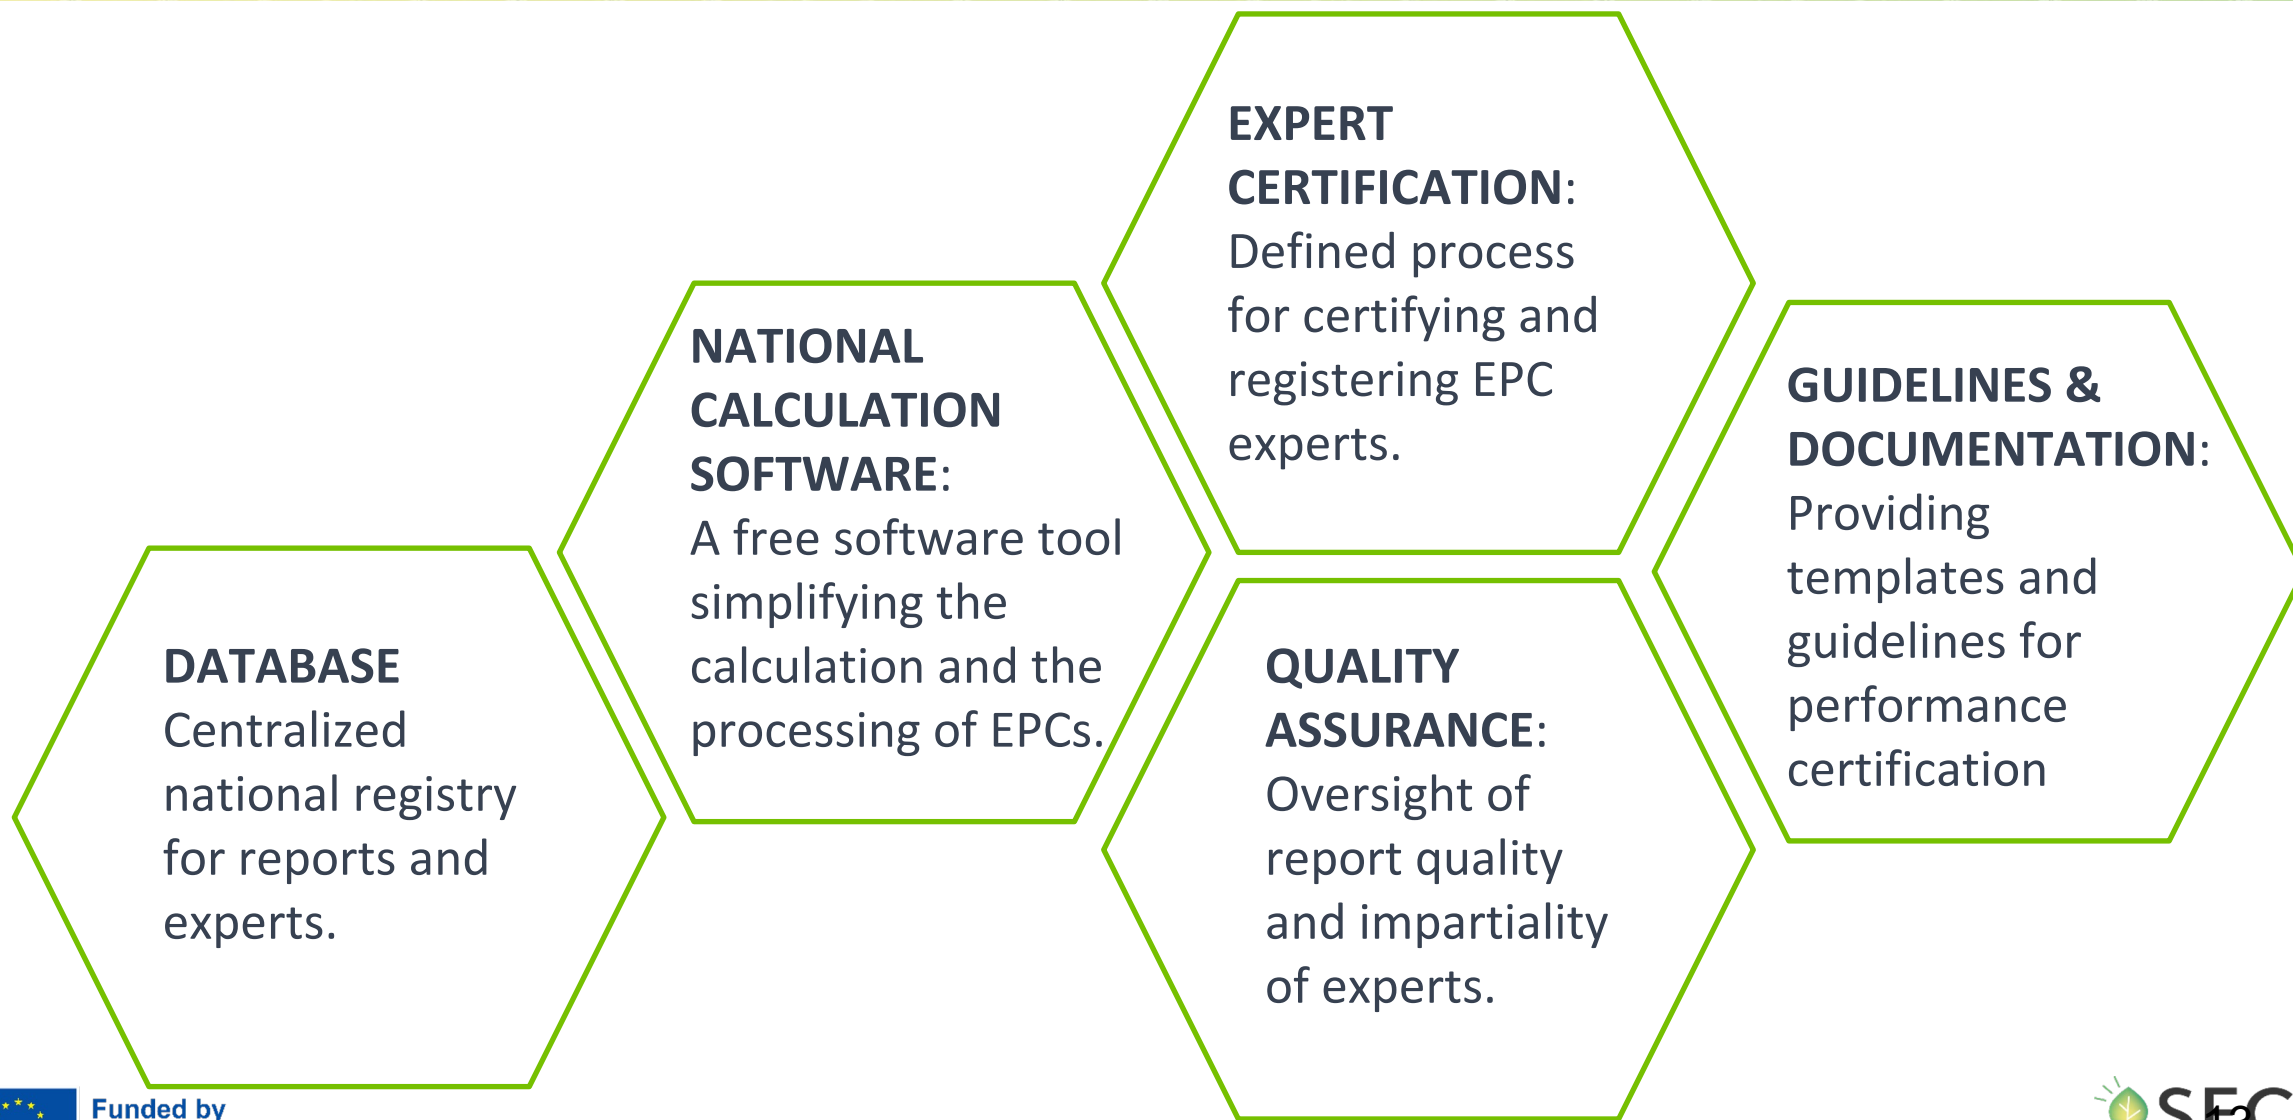 DATABASE
Centralized
national registry
for reports and
experts.
NATIONAL
CALCULATION
SOFTWARE:
A free software tool
simplifying the
calculation and the
processing of EPCs.
EXPERT
CERTIFICATION:
Defined process
for certifying and
registering EPC
experts.
QUALITY
ASSURANCE:
Oversight of
report quality
and impartiality
of experts.
GUIDELINES &
DOCUMENTATION:
Providing
templates and
guidelines for
performance
certification
Funded by